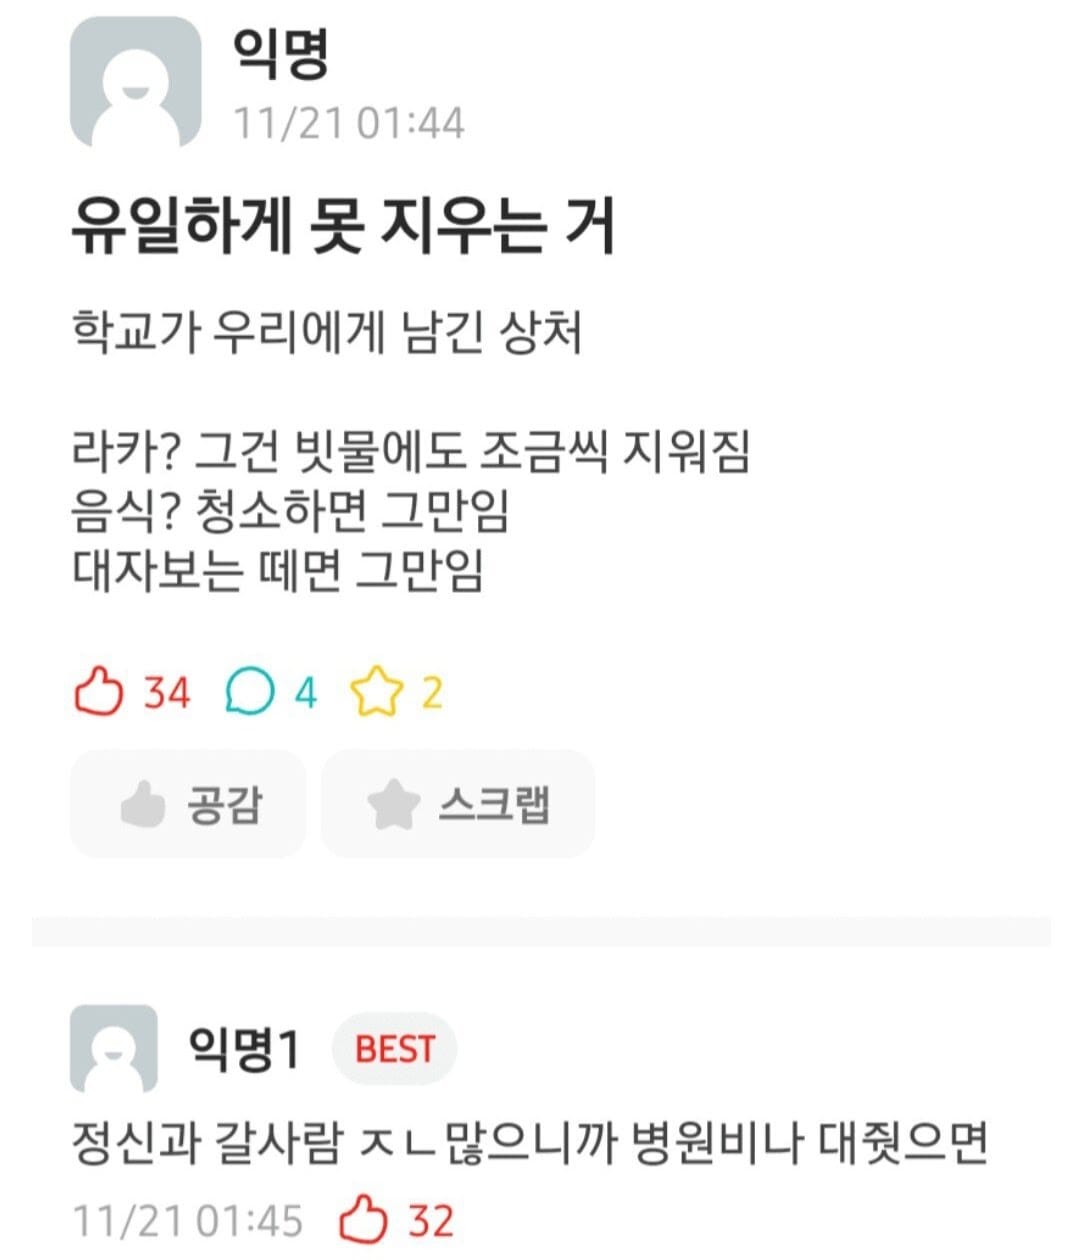 익명
11/21 01:44
유일하게 못 지우는 거
학교가 우리에게 남긴 상처
라카? 그건 빗물에도 조금씩 지워짐
음식? 청소하면 그만임
대자보는 떼면 그만임
34 4 2
공감 스크랩
익명1 BEST
정신과 갈사람 ㅈㄴ많으니까 병원비나 대줫으면
11/21 01:45 32